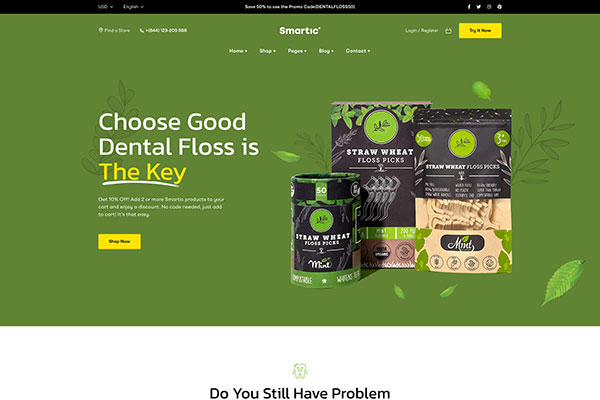 USD English Save 50% to use the Promo Code(DENTALFLOSS50)
Find a Store +(844) 123-209 888 Smartic Login / Register Try It Now
Home Shop Pages Blog Contact
Choose Good
Dental Floss is
The Key
Get 10% Off! Add 2 or more Smartis products to your
cart and enjoy a discount. No code needed, just add
to cart! It's that easy.
Shop Now
STRAW WHEAT
FLOSS PICKS
MINT
ORGANIC
STRAW WHEAT FLOSS PICKS
Mint
50
STRAW WHEAT
FLOSS PICKS
Mint
Do You Still Have Problem